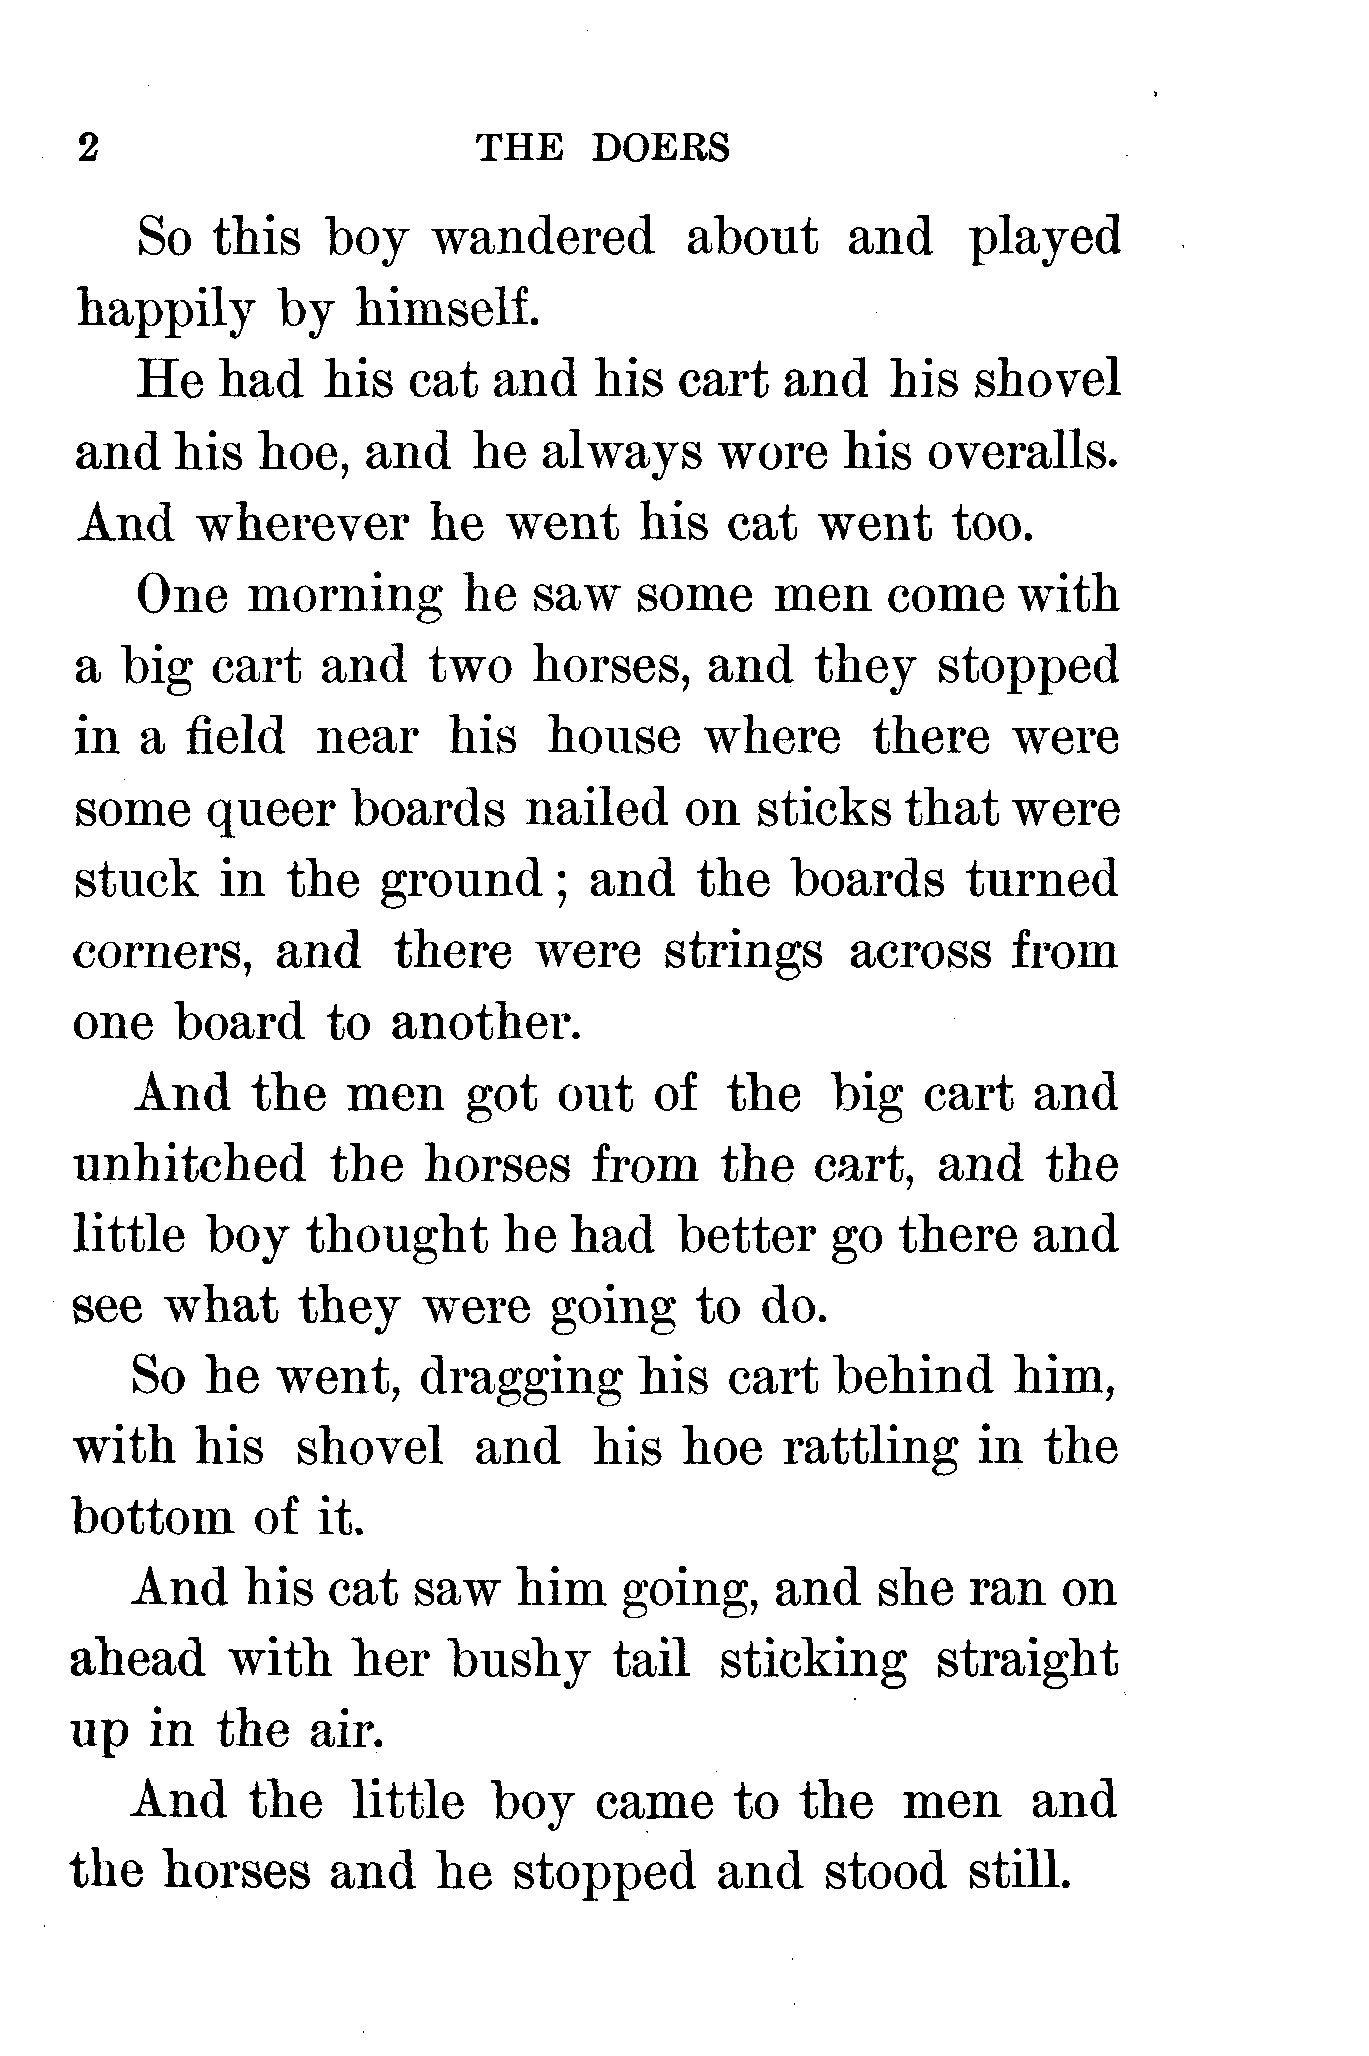 2 THE DOERS
So this boy wandered about and played
happily by himself.
He had his cat and his cart and his shovel
and his hoe, and he always wore his overalls.
And wherever he went his cat went too.
One morning he saw some men come with
a big cart and two horses, and they stopped
in a field near his house where there were
some queer boards nailed on sticks that were
stuck in the ground; and the boards turned
corners, and there were strings across from
one board to another.
And the men got out of the big cart and
unhitched the horses from the cart, and the
little boy thought he had better go there and
see what they were going to do.
So he went, dragging his cart behind him,
with his shovel and his hoe rattling in the
bottom of it.
And his cat saw him going, and she ran on
ahead with her bushy tail sticking straight
up in the air.
And the little boy came to the men and
the horses and he stopped and stood still.